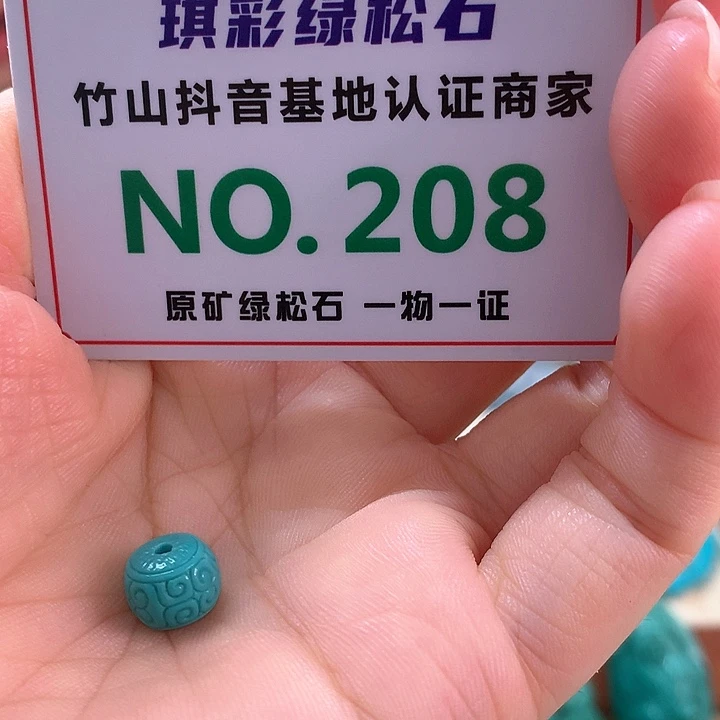 琪彩绿松石
竹山抖音基地认证商家
NO.208
原矿绿松石 一物一证